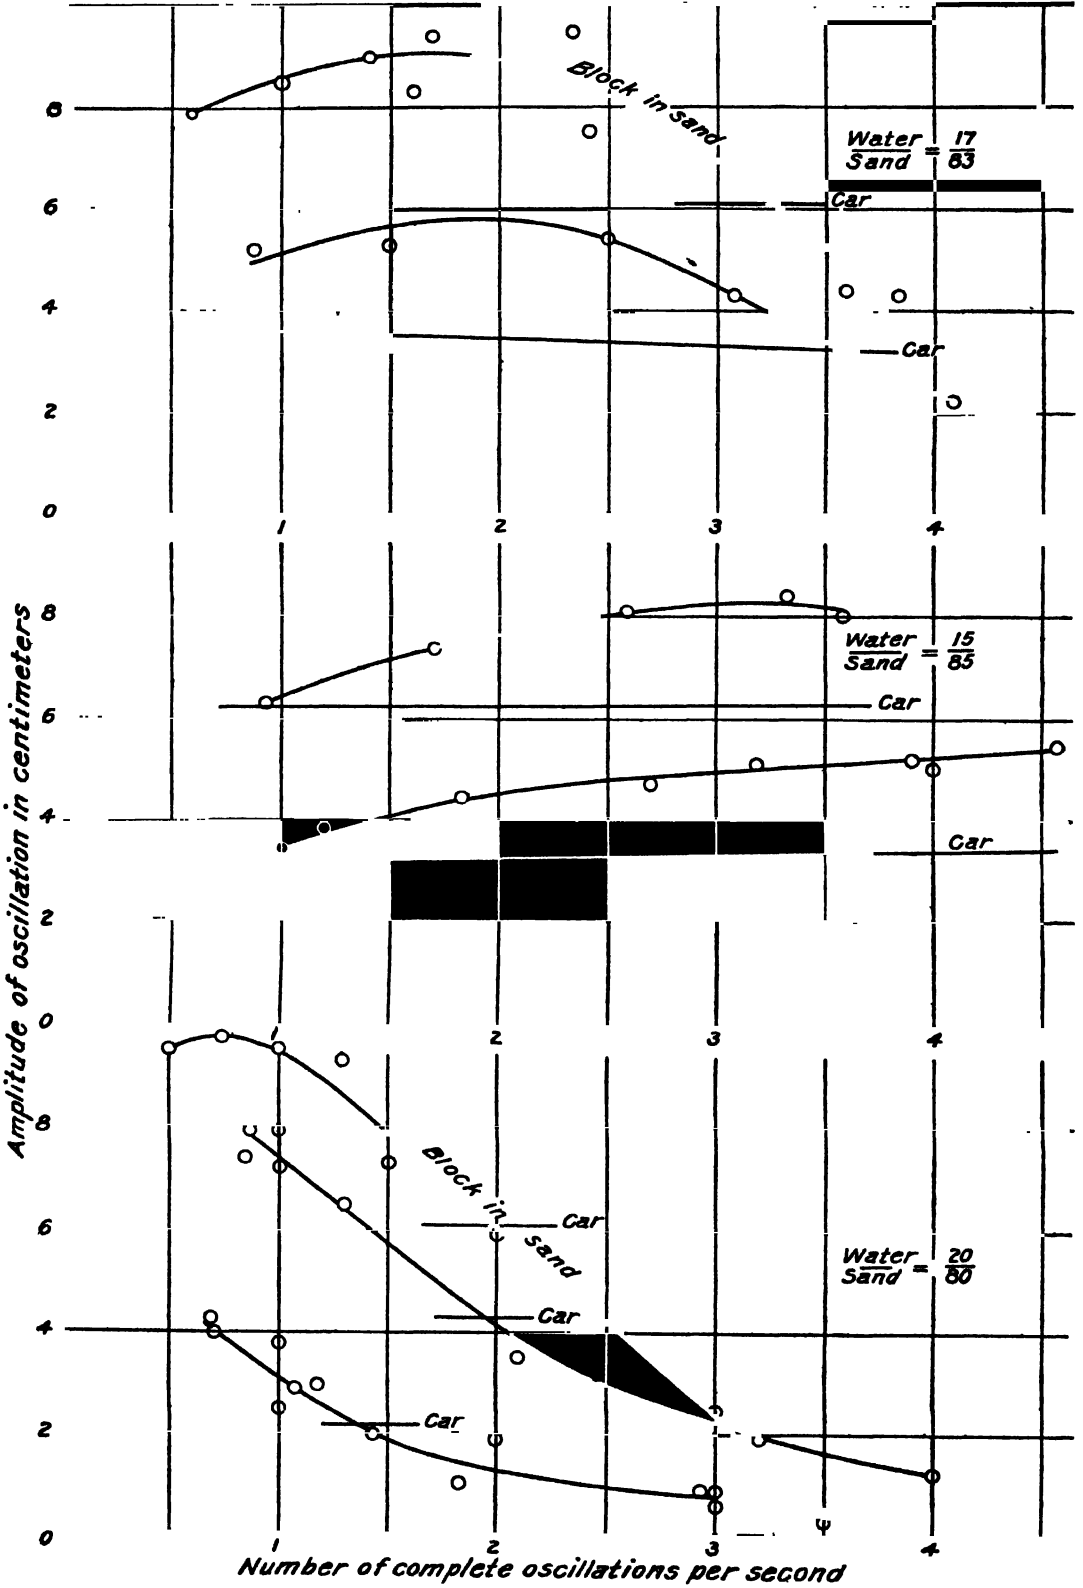 8
Block in sand
Water / Sand = 17 / 83
6
Car
4
Car
2
0
1 2 3 4
8
Water / Sand = 15 / 85
Car
6
4
Car
2
0
1 2 3 4
Amplitude of oscillation in centimeters
8
Block in sand
Car
6
Water / Sand = 20 / 80
Car
4
Car
2
0
1 2 3 4
Number of complete oscillations per second